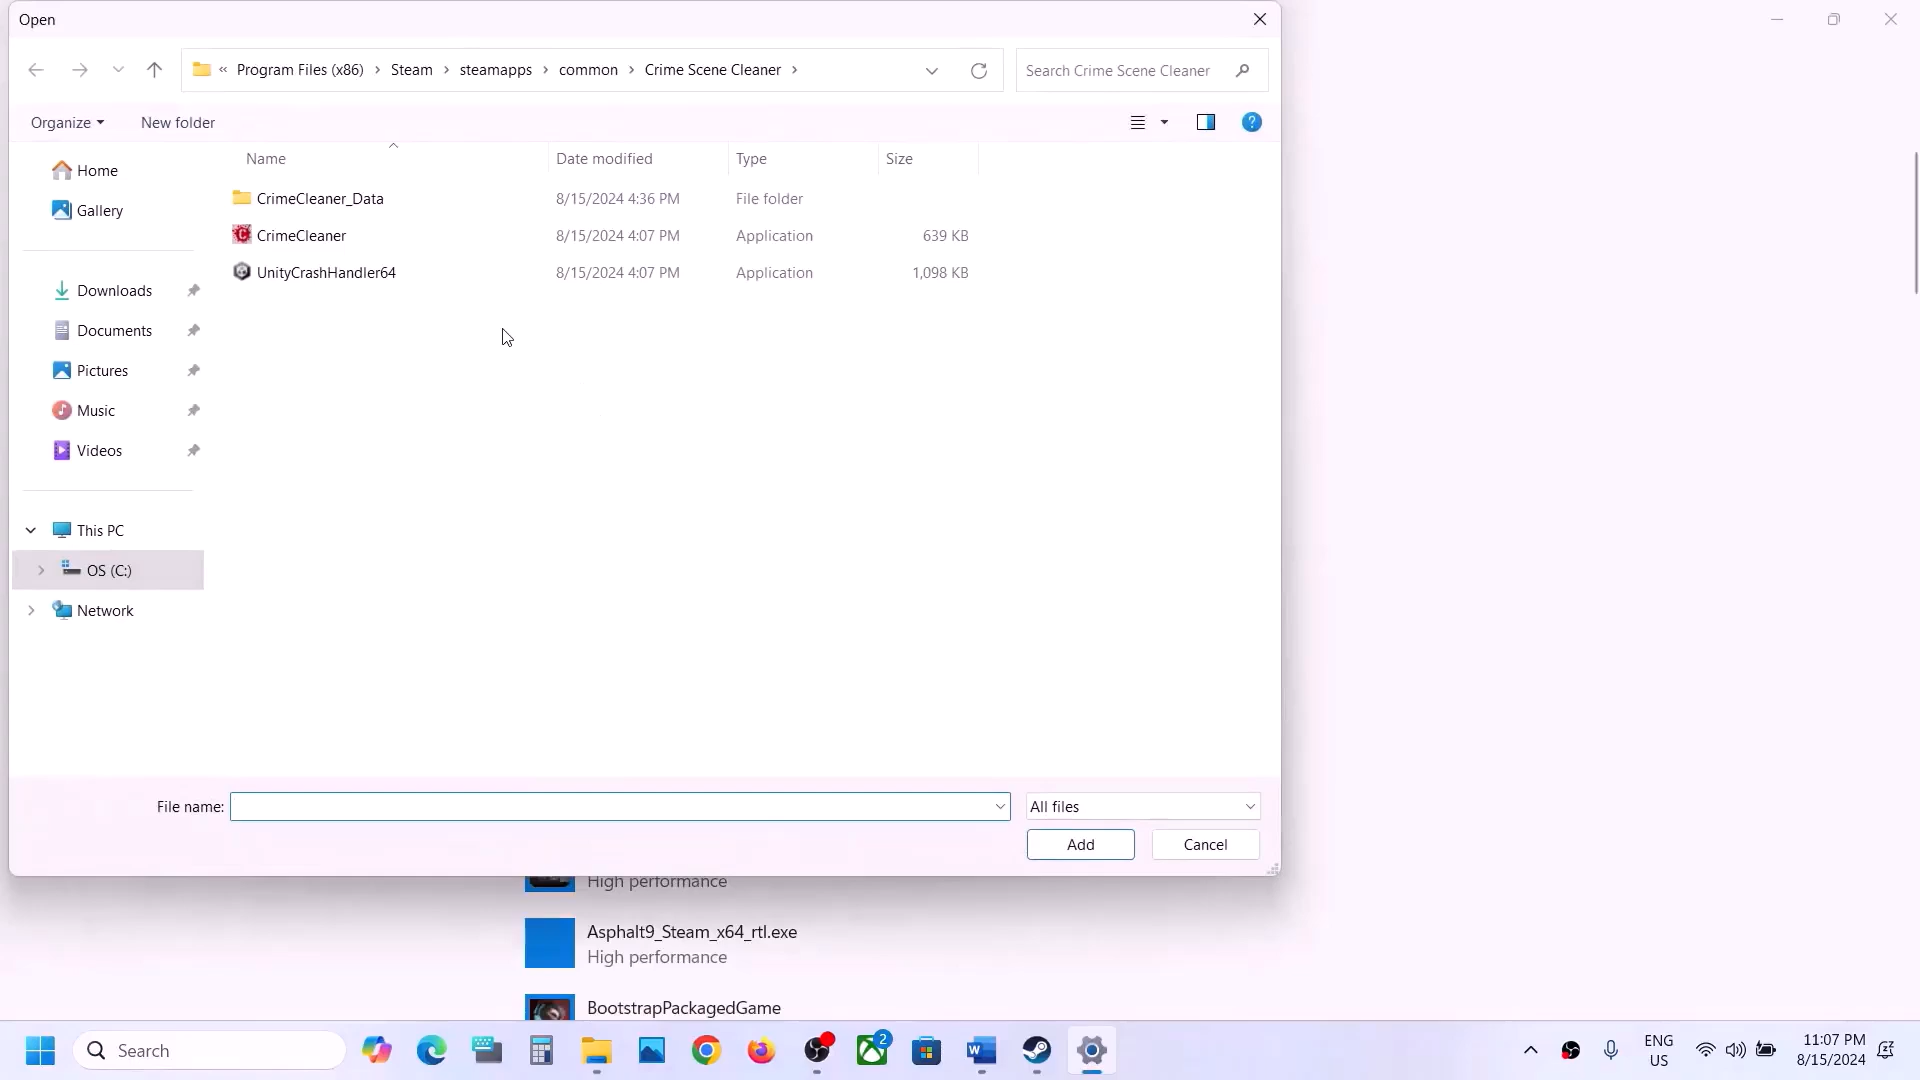 Open
« Program Files (x86) › Steam › steamapps › common › Crime Scene Cleaner ›
Search Crime Scene Cleaner
Organize
New folder
Name
Date modified
Type
Size
Home
Gallery
Downloads
Documents
Pictures
Music
Videos
This PC
OS (C:)
Network
CrimeCleaner_Data 8/15/2024 4:36 PM File folder
CrimeCleaner 8/15/2024 4:07 PM Application 639 KB
UnityCrashHandler64 8/15/2024 4:07 PM Application 1,098 KB
File name:
All files
Add
Cancel
High performance
Asphalt9_Steam_x64_rtl.exe
High performance
BootstrapPackagedGame
Search
2
ENG
US
11:07 PM
8/15/2024